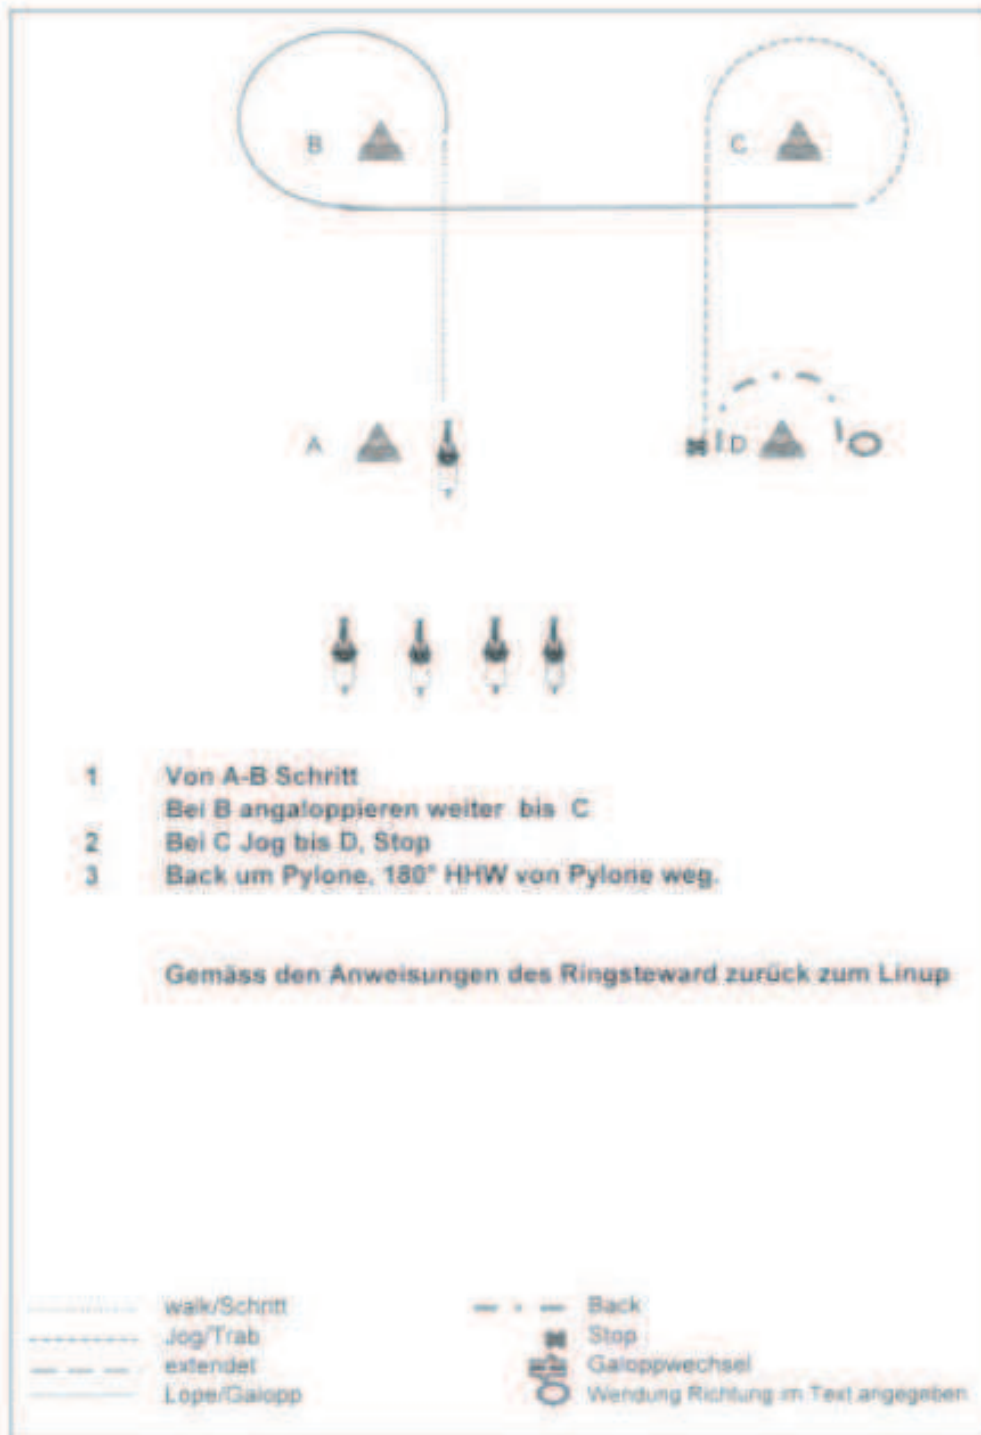 B
C
A
D
1 Von A-B Schritt
Bei B angaloppieren weiter bis C
2 Bei C Jog bis D, Stop
3 Back um Pylone, 180° HHW von Pylone weg.
Gemäss den Anweisungen des Ringsteward zurück zum Linup
walk/Schritt
Jog/Trab
extendet
Lope/Galopp
Back
Stop
Galoppwechsel
Wendung Richtung im Text angegeben